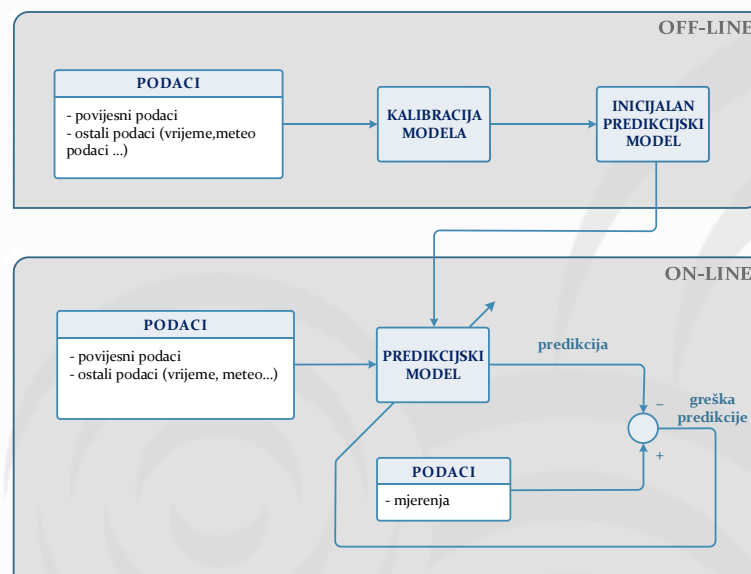 OFF-LINE
PODACI
- povijesni podaci
- ostali podaci (vrijeme,meteo
podaci ...)
KALIBRACIJA
MODELA
INICIJALAN
PREDIKCIJSKI
MODEL
ON-LINE
PODACI
- povijesni podaci
- ostali podaci (vrijeme, meteo...)
PREDIKCIJSKI
MODEL
predikcija
–
greška
predikcije
+
PODACI
- mjerenja